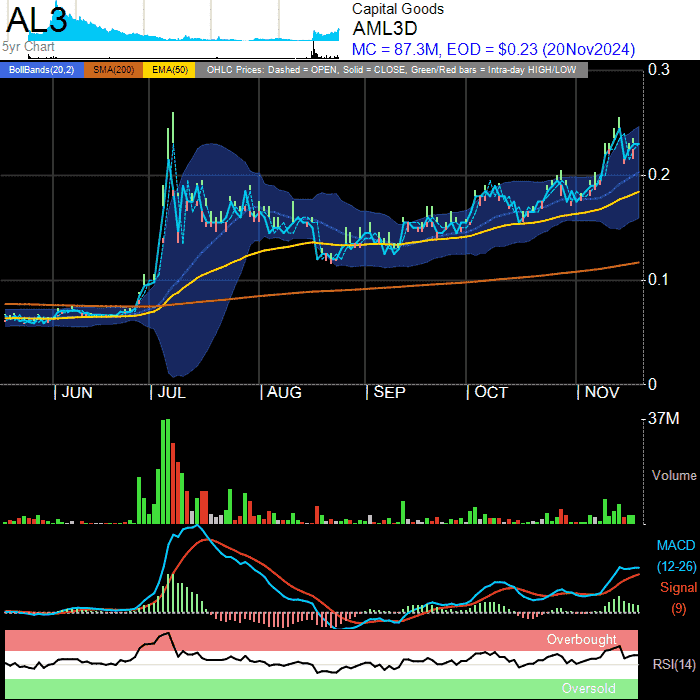 AL3
5yr Chart
Capital Goods
AML3D
MC = 87.3M, EOD = $0.23 (20Nov2024)
BollBands(20,2) SMA(200) EMA(50) OHLC Prices: Dashed = OPEN, Solid = CLOSE, Green/Red bars = Intra-day HIGH/LOW
0.3
0.2
0.1
0
JUN JUL AUG SEP OCT NOV
37M
Volume
MACD
(12-26)
Signal
(9)
Overbought
RSI(14)
Oversold